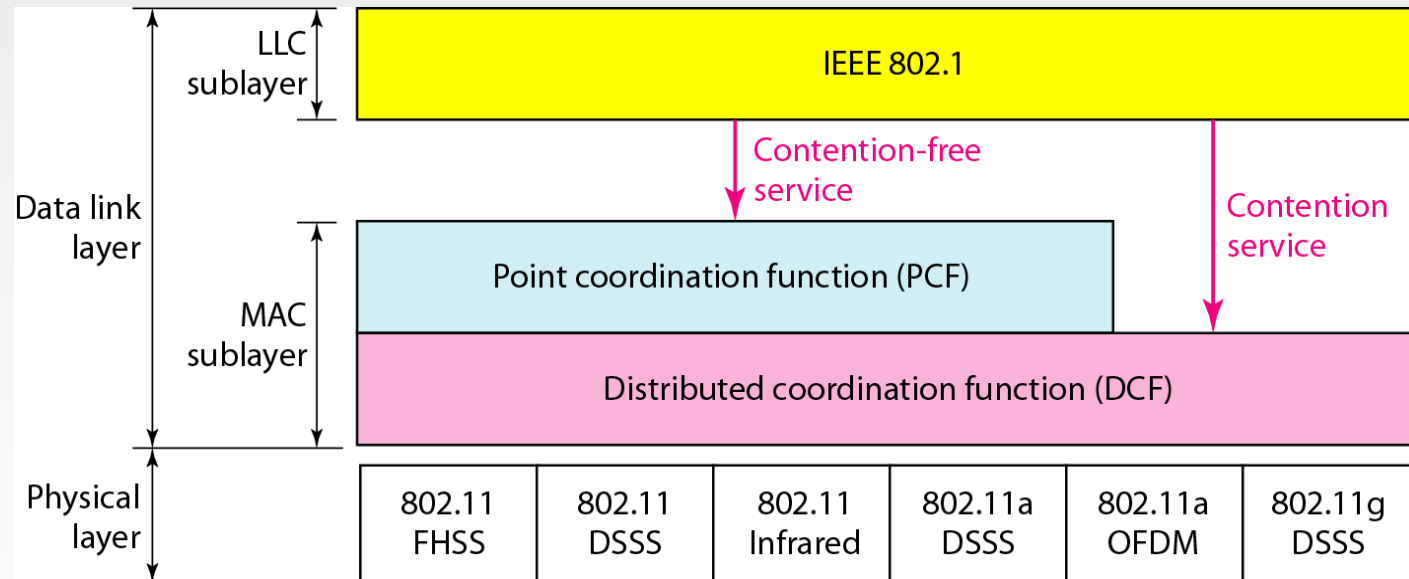 LLC
sublayer
IEEE 802.1
Contention-free
service
Data link
layer
Contention
service
Point coordination function (PCF)
MAC
sublayer
Distributed coordination function (DCF)
Physical
layer
802.11
FHSS
802.11
DSSS
802.11
Infrared
802.11a
DSSS
802.11a
OFDM
802.11g
DSSS